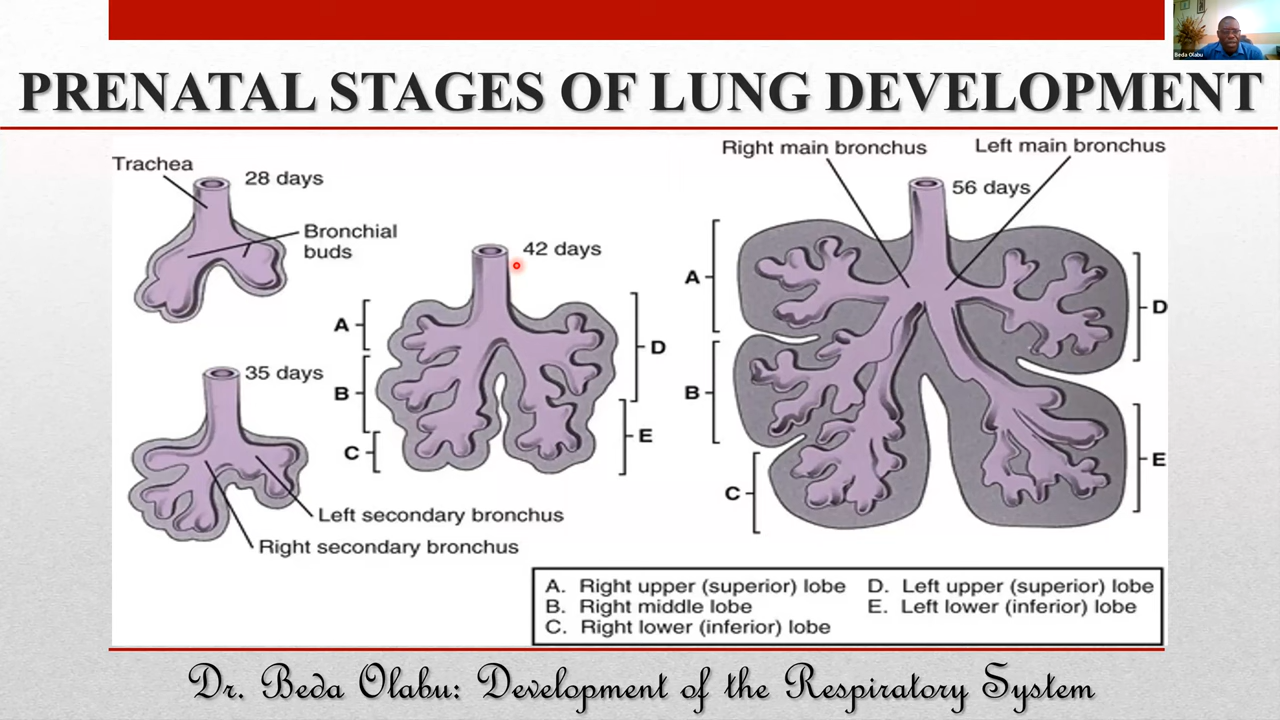 Beda Olabu
PRENATAL STAGES OF LUNG DEVELOPMENT
Trachea
28 days
Bronchial
buds
35 days
Left secondary bronchus
Right secondary bronchus
42 days
A
B
C
D
E
Right main bronchus
Left main bronchus
56 days
A
B
C
D
E
A. Right upper (superior) lobe D. Left upper (superior) lobe
B. Right middle lobe E. Left lower (inferior) lobe
C. Right lower (inferior) lobe
Dr. Beda Olabu: Development of the Respiratory System